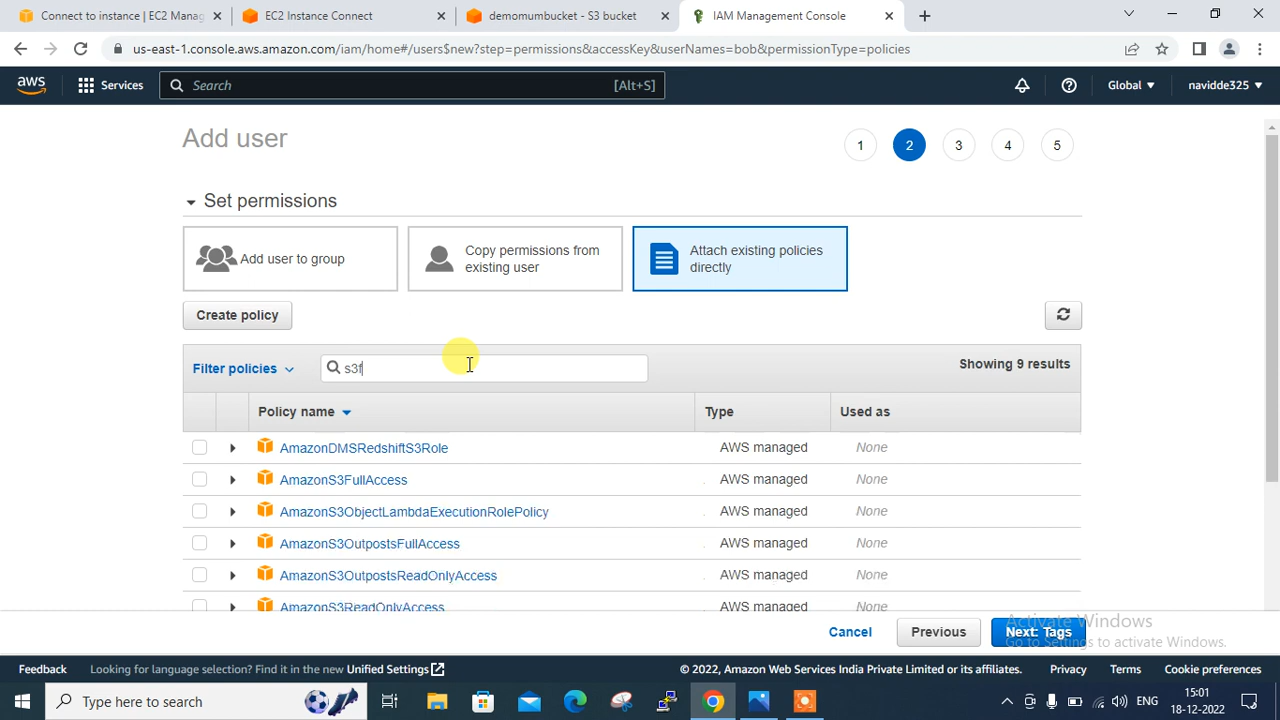 Connect to instance | EC2 Manag
EC2 Instance Connect
demomumbucket - S3 bucket
IAM Management Console
us-east-1.console.aws.amazon.com/iam/home#/users$new?step=permissions&accessKey&userNames=bob&permissionType=policies
aws
Services
Search
[Alt+S]
Global
navidde325
Add user
1 2 3 4 5
Set permissions
Add user to group
Copy permissions from
existing user
Attach existing policies
directly
Create policy
Filter policies
s3f
Showing 9 results
Policy name Type Used as
AmazonDMSRedshiftS3Role AWS managed None
AmazonS3FullAccess AWS managed None
AmazonS3ObjectLambdaExecutionRolePolicy AWS managed None
AmazonS3OutpostsFullAccess AWS managed None
AmazonS3OutpostsReadOnlyAccess AWS managed None
AmazonS3ReadOnlyAccess AWS managed None
Activate Windows
Go to Settings to activate Windows.
Cancel Previous Next: Tags
Feedback
Looking for language selection? Find it in the new Unified Settings
© 2022, Amazon Web Services India Private Limited or its affiliates.
Privacy Terms Cookie preferences
Type here to search
ENG
15:01
18-12-2022